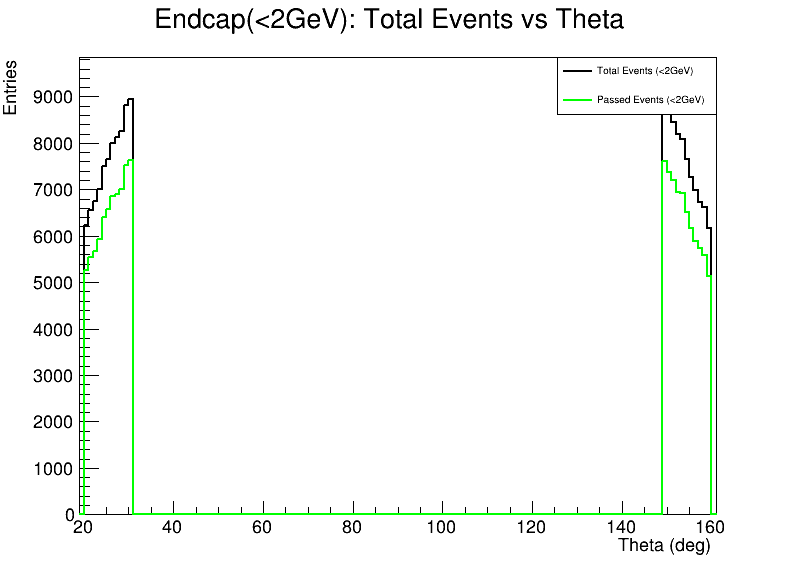 Endcap(<2GeV): Total Events vs Theta
Entries
Total Events (<2GeV)
Passed Events (<2GeV)
9000
8000
7000
6000
5000
4000
3000
2000
1000
0
20 40 60 80 100 120 140 160
Theta (deg)